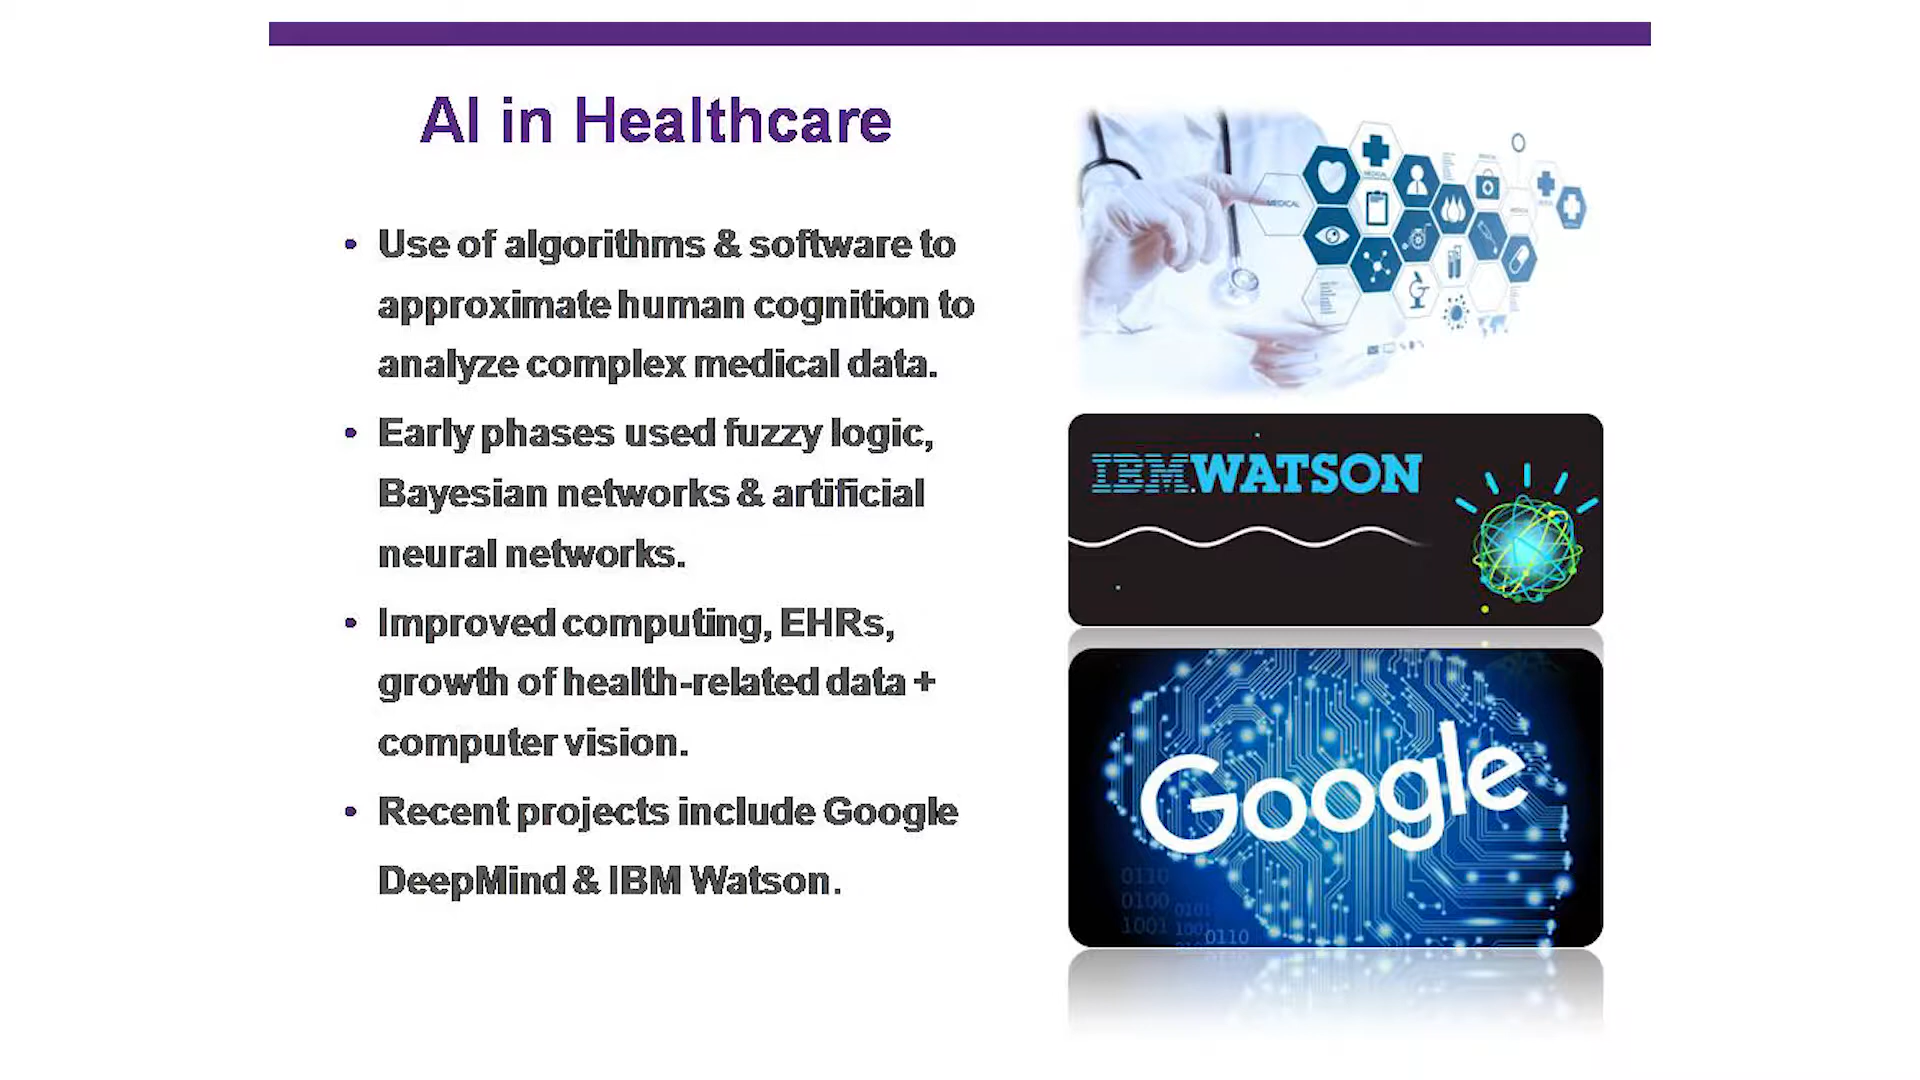 AI in Healthcare
• Use of algorithms & software to
approximate human cognition to
analyze complex medical data.
• Early phases used fuzzy logic,
Bayesian networks & artificial
neural networks.
• Improved computing, EHRs,
growth of health-related data +
computer vision.
• Recent projects include Google
DeepMind & IBM Watson.
MEDICAL
MEDICAL
IBM WATSON
Google
0110
0100
1001
0110